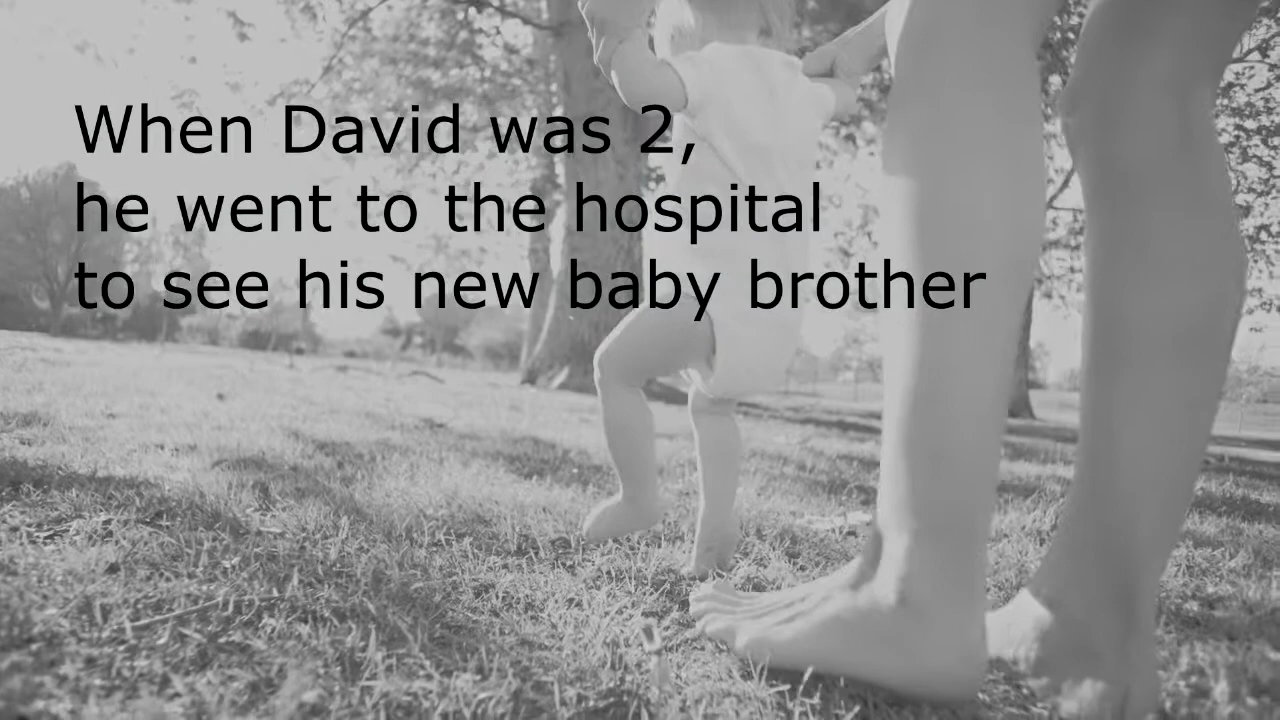 When David was 2,
he went to the hospital
to see his new baby brother